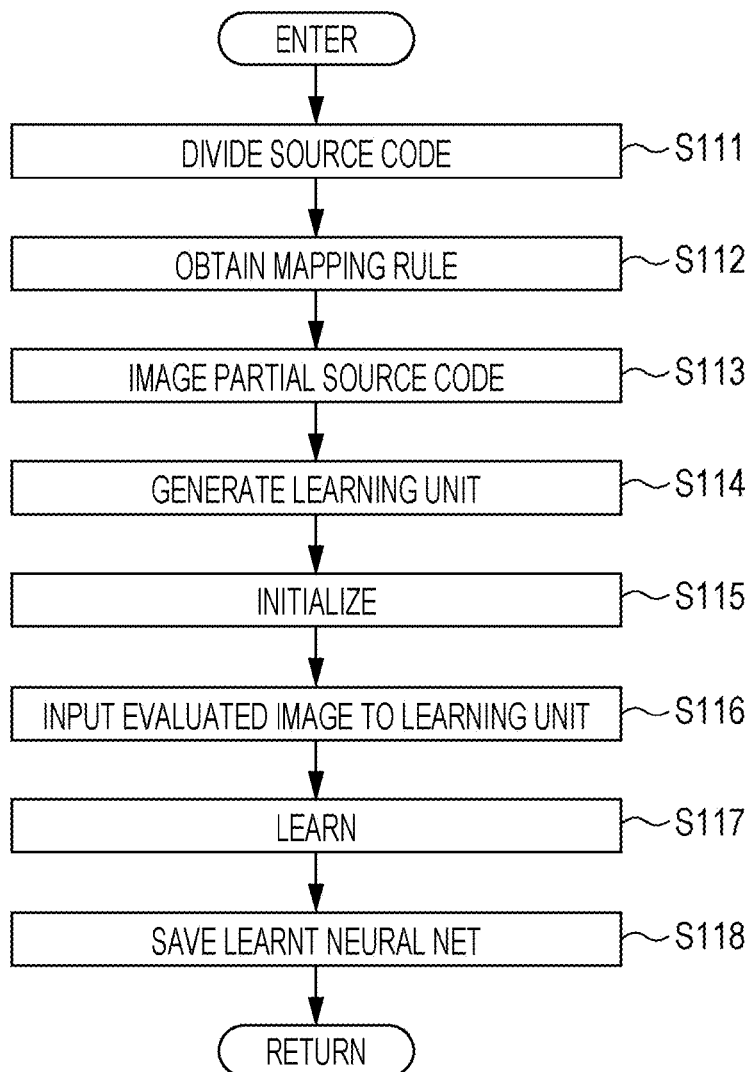 ENTER
DIVIDE SOURCE CODE S111
OBTAIN MAPPING RULE S112
IMAGE PARTIAL SOURCE CODE S113
GENERATE LEARNING UNIT S114
INITIALIZE S115
INPUT EVALUATED IMAGE TO LEARNING UNIT S116
LEARN S117
SAVE LEARNT NEURAL NET S118
RETURN